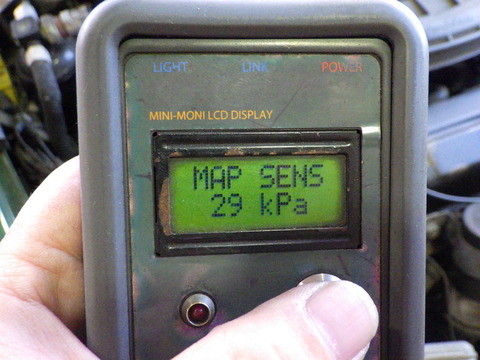 LIGHT LINK POWER
MINI-MONI LCD DISPLAY
MAP SENS
29 kPa